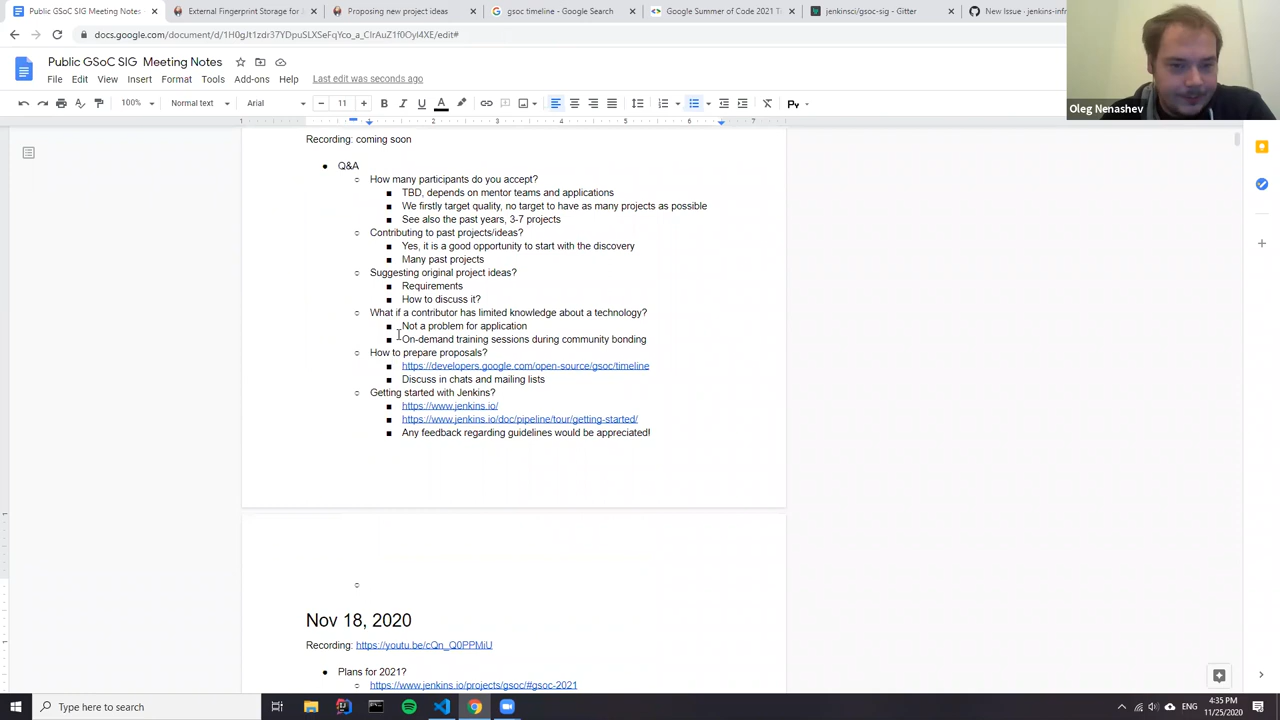 Public GSoC SIG Meeting Notes
External Fingerprint Storage for
Proposing new project ideas
gsoc timeline - Google Search
Google Summer of Code 2021 T
jenkinsci/gsoc-sig - Gitter
New Issue · jenkins-infr
docs.google.com/document/d/1H0gJt1zdr37YDpuSLXSeFqYco_a_ClrAuZ1f0OyI4XE/edit#
Public GSoC SIG Meeting Notes
File Edit View Insert Format Tools Add-ons Help Last edit was seconds ago
100% Normal text Arial 11 B I U A
Oleg Nenashev
1 1 2 3 4 5 6 7
Recording: coming soon
Q&A
How many participants do you accept?
TBD, depends on mentor teams and applications
We firstly target quality, no target to have as many projects as possible
See also the past years, 3-7 projects
Contributing to past projects/ideas?
Yes, it is a good opportunity to start with the discovery
Many past projects
Suggesting original project ideas?
Requirements
How to discuss it?
What if a contributor has limited knowledge about a technology?
Not a problem for application
On-demand training sessions during community bonding
How to prepare proposals?
https://developers.google.com/open-source/gsoc/timeline
Discuss in chats and mailing lists
Getting started with Jenkins?
https://www.jenkins.io/
https://www.jenkins.io/doc/pipeline/tour/getting-started/
Any feedback regarding guidelines would be appreciated!
Nov 18, 2020
Recording: https://youtu.be/cQn_Q0PPMiU
Plans for 2021?
https://www.jenkins.io/projects/gsoc/#gsoc-2021
Type here to search
ENG
4:35 PM
11/25/2020